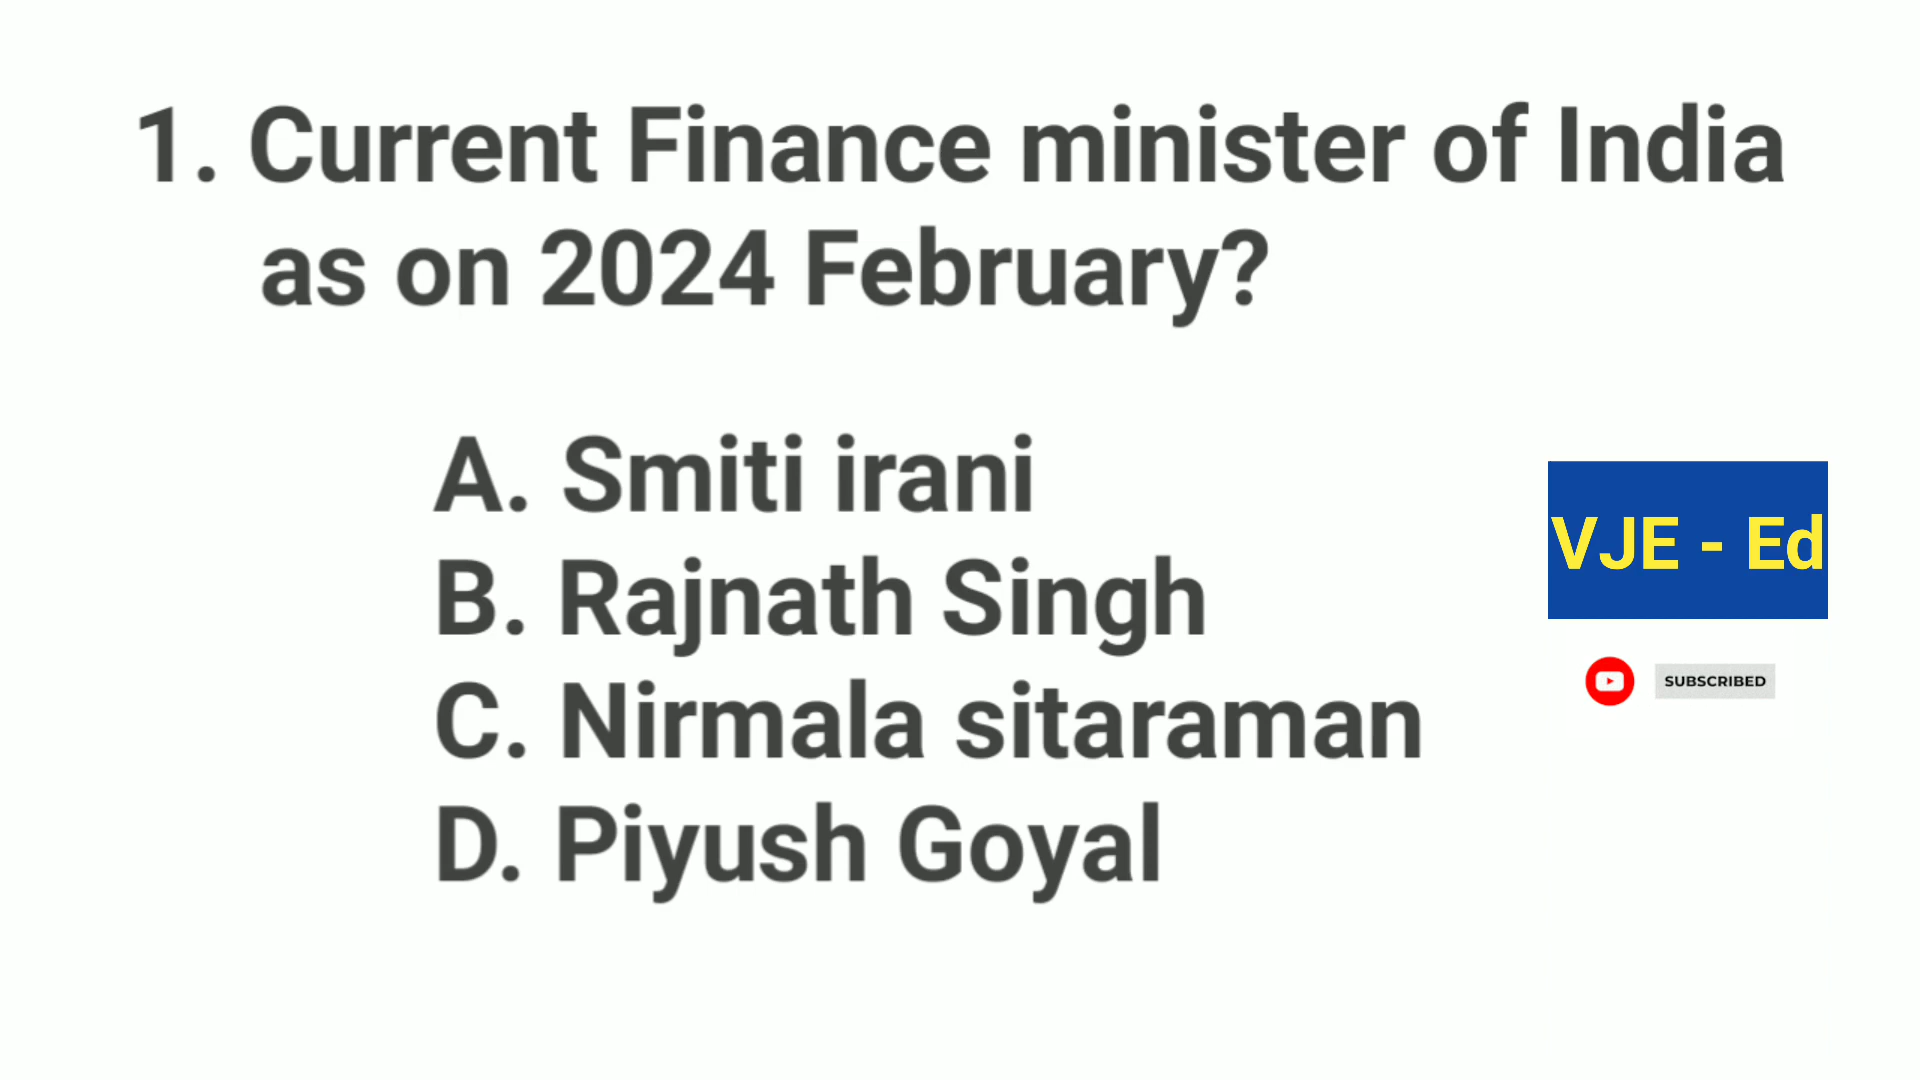 1. Current Finance minister of India
as on 2024 February?
A. Smiti irani
B. Rajnath Singh
C. Nirmala sitaraman
D. Piyush Goyal
VJE - Ed
SUBSCRIBED